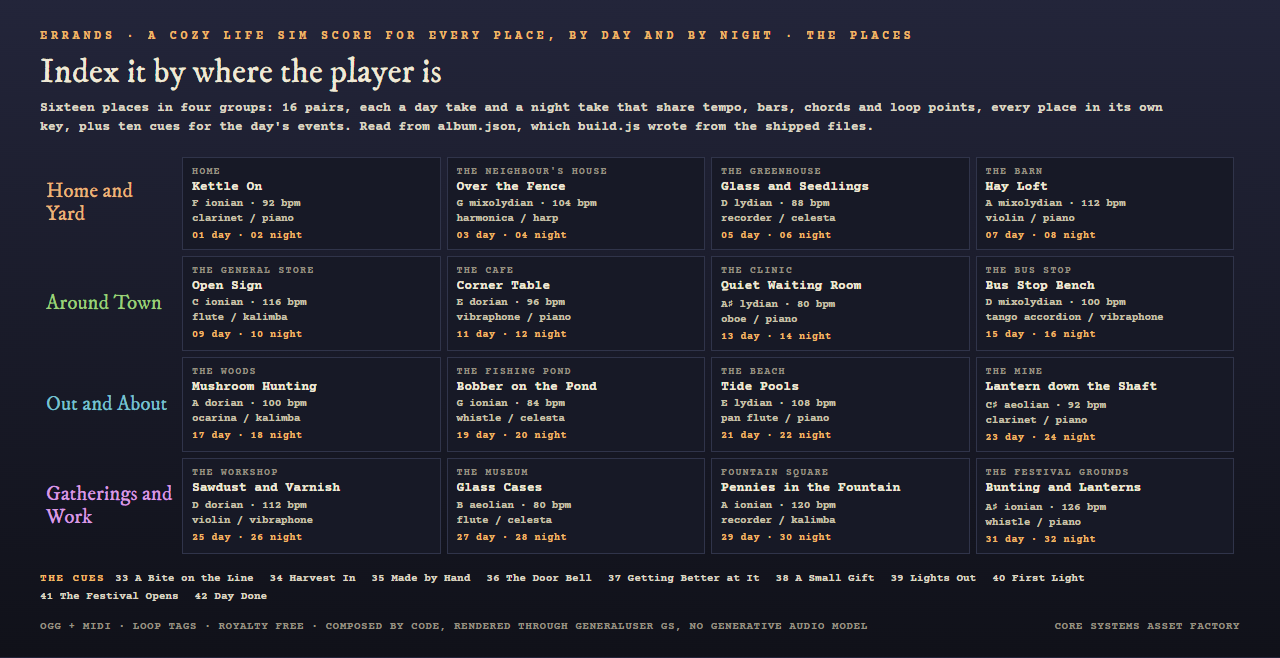 ERRANDS · A COZY LIFE SIM SCORE FOR EVERY PLACE, BY DAY AND BY NIGHT · THE PLACES
Index it by where the player is
Sixteen places in four groups: 16 pairs, each a day take and a night take that share tempo, bars, chords and loop points, every place in its own
key, plus ten cues for the day's events. Read from album.json, which build.js wrote from the shipped files.
Home and
Yard
HOME
Kettle On
F ionian · 92 bpm
clarinet / piano
01 day · 02 night
THE NEIGHBOUR'S HOUSE
Over the Fence
G mixolydian · 104 bpm
harmonica / harp
03 day · 04 night
THE GREENHOUSE
Glass and Seedlings
D lydian · 88 bpm
recorder / celesta
05 day · 06 night
THE BARN
Hay Loft
A mixolydian · 112 bpm
violin / piano
07 day · 08 night
Around Town
THE GENERAL STORE
Open Sign
C ionian · 116 bpm
flute / kalimba
09 day · 10 night
THE CAFE
Corner Table
E dorian · 96 bpm
vibraphone / piano
11 day · 12 night
THE CLINIC
Quiet Waiting Room
A♯ lydian · 80 bpm
oboe / piano
13 day · 14 night
THE BUS STOP
Bus Stop Bench
D mixolydian · 100 bpm
tango accordion / vibraphone
15 day · 16 night
Out and About
THE WOODS
Mushroom Hunting
A dorian · 100 bpm
ocarina / kalimba
17 day · 18 night
THE FISHING POND
Bobber on the Pond
G ionian · 84 bpm
whistle / celesta
19 day · 20 night
THE BEACH
Tide Pools
E lydian · 108 bpm
pan flute / piano
21 day · 22 night
THE MINE
Lantern down the Shaft
C♯ aeolian · 92 bpm
clarinet / piano
23 day · 24 night
Gatherings and
Work
THE WORKSHOP
Sawdust and Varnish
D dorian · 112 bpm
violin / vibraphone
25 day · 26 night
THE MUSEUM
Glass Cases
B aeolian · 80 bpm
flute / celesta
27 day · 28 night
FOUNTAIN SQUARE
Pennies in the Fountain
A ionian · 120 bpm
recorder / kalimba
29 day · 30 night
THE FESTIVAL GROUNDS
Bunting and Lanterns
A♯ ionian · 126 bpm
whistle / piano
31 day · 32 night
THE CUES 33 A Bite on the Line 34 Harvest In 35 Made by Hand 36 The Door Bell 37 Getting Better at It 38 A Small Gift 39 Lights Out 40 First Light
41 The Festival Opens 42 Day Done
OGG + MIDI · LOOP TAGS · ROYALTY FREE · COMPOSED BY CODE, RENDERED THROUGH GENERALUSER GS, NO GENERATIVE AUDIO MODEL
CORE SYSTEMS ASSET FACTORY